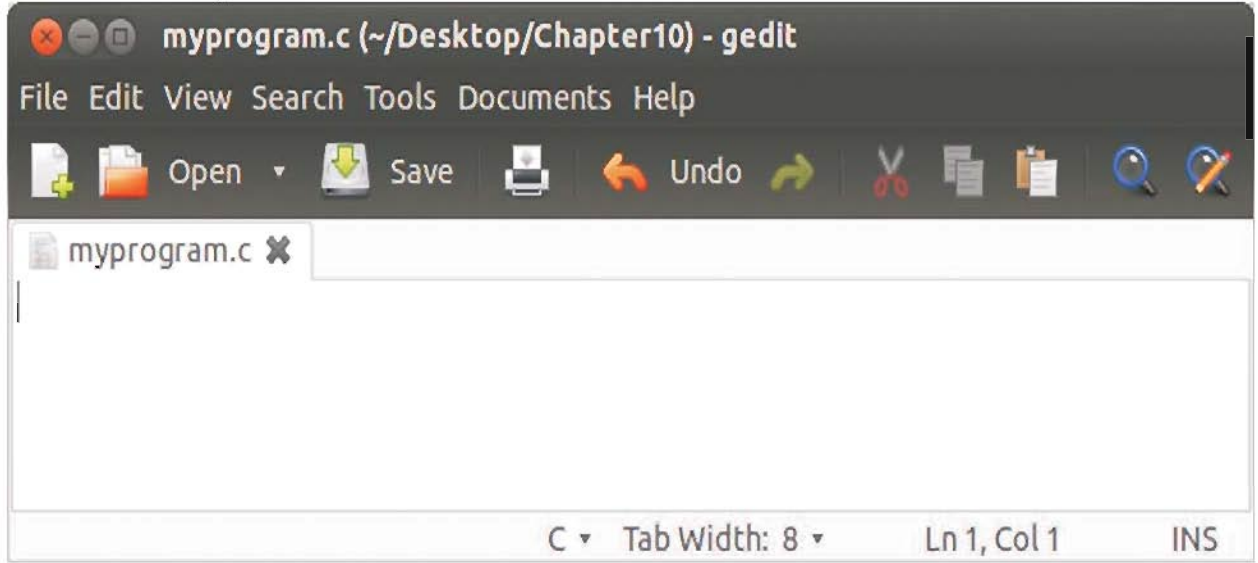 myprogram.c (~/Desktop/Chapter10) - gedit
File Edit View Search Tools Documents Help
Open Save Undo
myprogram.c
C Tab Width: 8 Ln 1, Col 1 INS